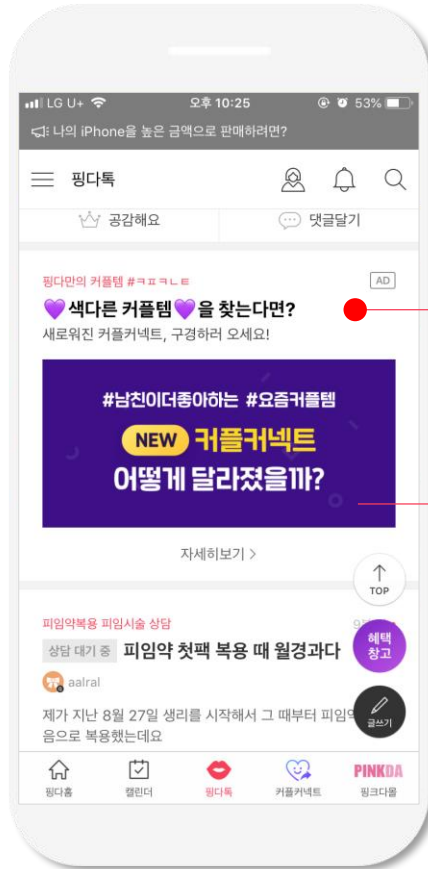 LG U+ 오후 10:25 53%
나의 iPhone을 높은 금액으로 판매하려면?
핑다톡
공감해요 댓글달기
핑다만의 커플템 #ㅋㅍㅋㄴㅌ AD
💜색다른 커플템💜을 찾는다면?
새로워진 커플커넥트, 구경하러 오세요!
#남친이더좋아하는 #요즘커플템
NEW 커플커넥트
어떻게 달라졌을까?
자세히보기 >
TOP
피임약복용 피임시술 상담
상담 대기 중 피임약 첫팩 복용 때 월경과다
혜택
창고
aalral
제가 지난 8월 27일 생리를 시작해서 그 때부터 피임약
음으로 복용했는데요
글쓰기
핑다홈 캘린더 핑다톡 커플커넥트 핑크다몰
PINKDA